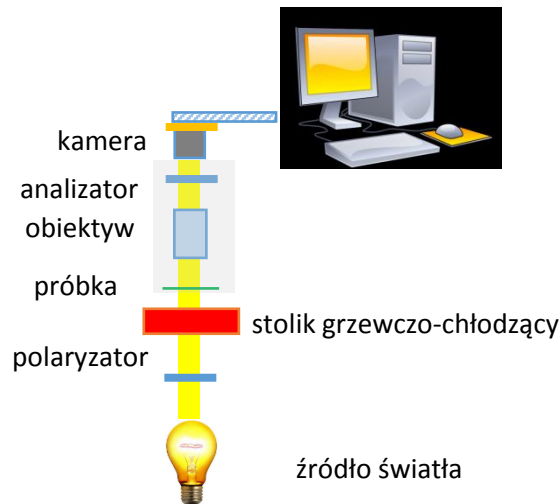 kamera
analizator
obiektyw
próbka
stolik grzewczo-chłodzący
polaryzator
źródło światła